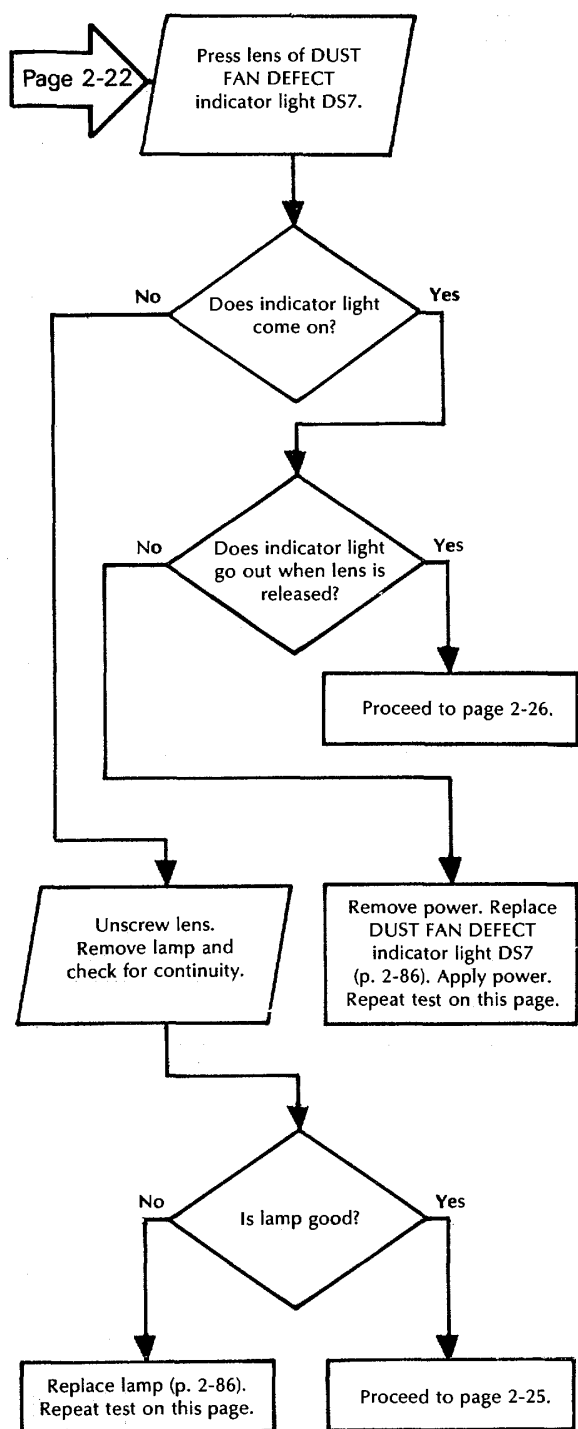 Page 2-22
Press lens of DUST
FAN DEFECT
indicator light DS7.
No
Yes
Does indicator light
come on?
No
Yes
Does indicator light
go out when lens is
released?
Proceed to page 2-26.
Unscrew lens.
Remove lamp and
check for continuity.
Remove power. Replace
DUST FAN DEFECT
indicator light DS7
(p. 2-86). Apply power.
Repeat test on this page.
No
Yes
Is lamp good?
Replace lamp (p. 2-86).
Repeat test on this page.
Proceed to page 2-25.